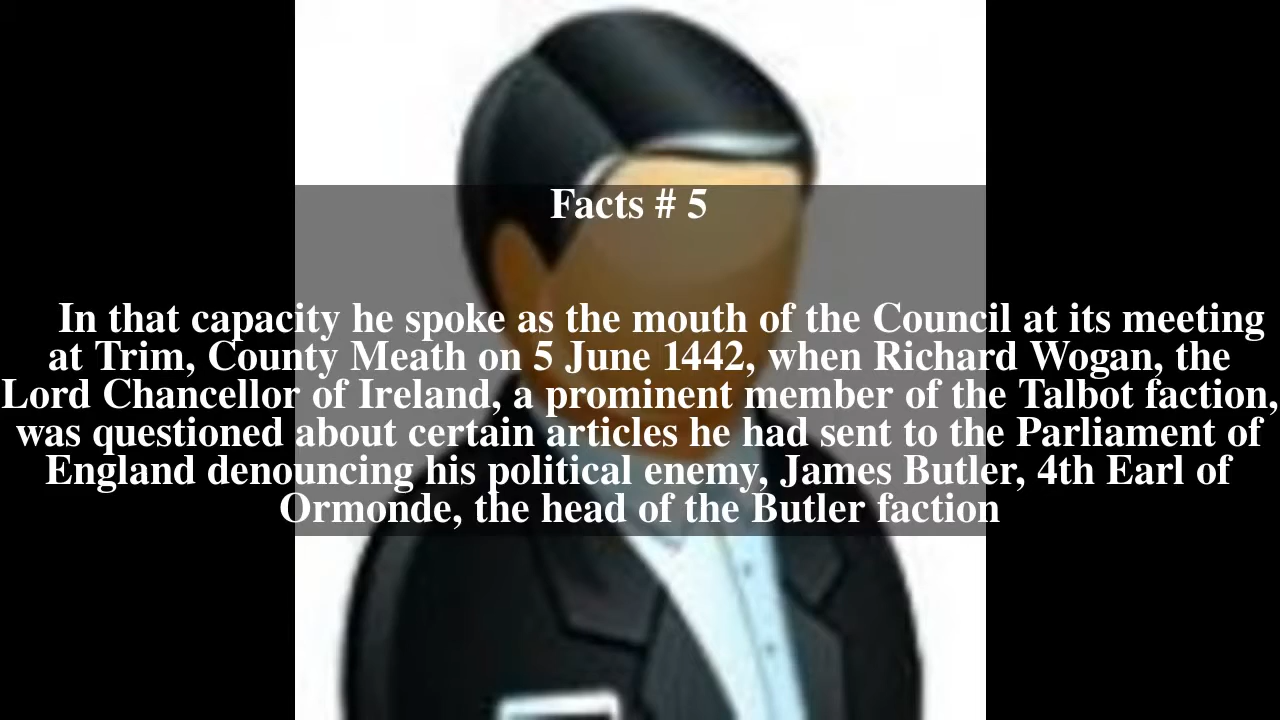 Facts # 5
In that capacity he spoke as the mouth of the Council at its meeting
at Trim, County Meath on 5 June 1442, when Richard Wogan, the
Lord Chancellor of Ireland, a prominent member of the Talbot faction,
was questioned about certain articles he had sent to the Parliament of
England denouncing his political enemy, James Butler, 4th Earl of
Ormonde, the head of the Butler faction